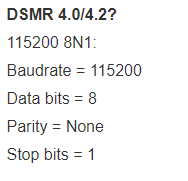 DSMR 4.0/4.2?
115200 8N1:
Baudrate = 115200
Data bits = 8
Parity = None
Stop bits = 1